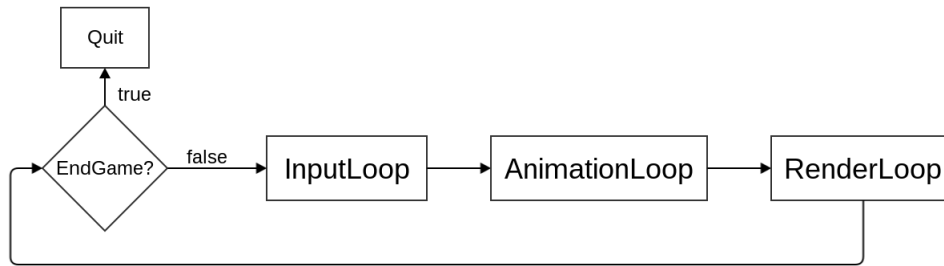 Quit
true
EndGame?
false
InputLoop
AnimationLoop
RenderLoop